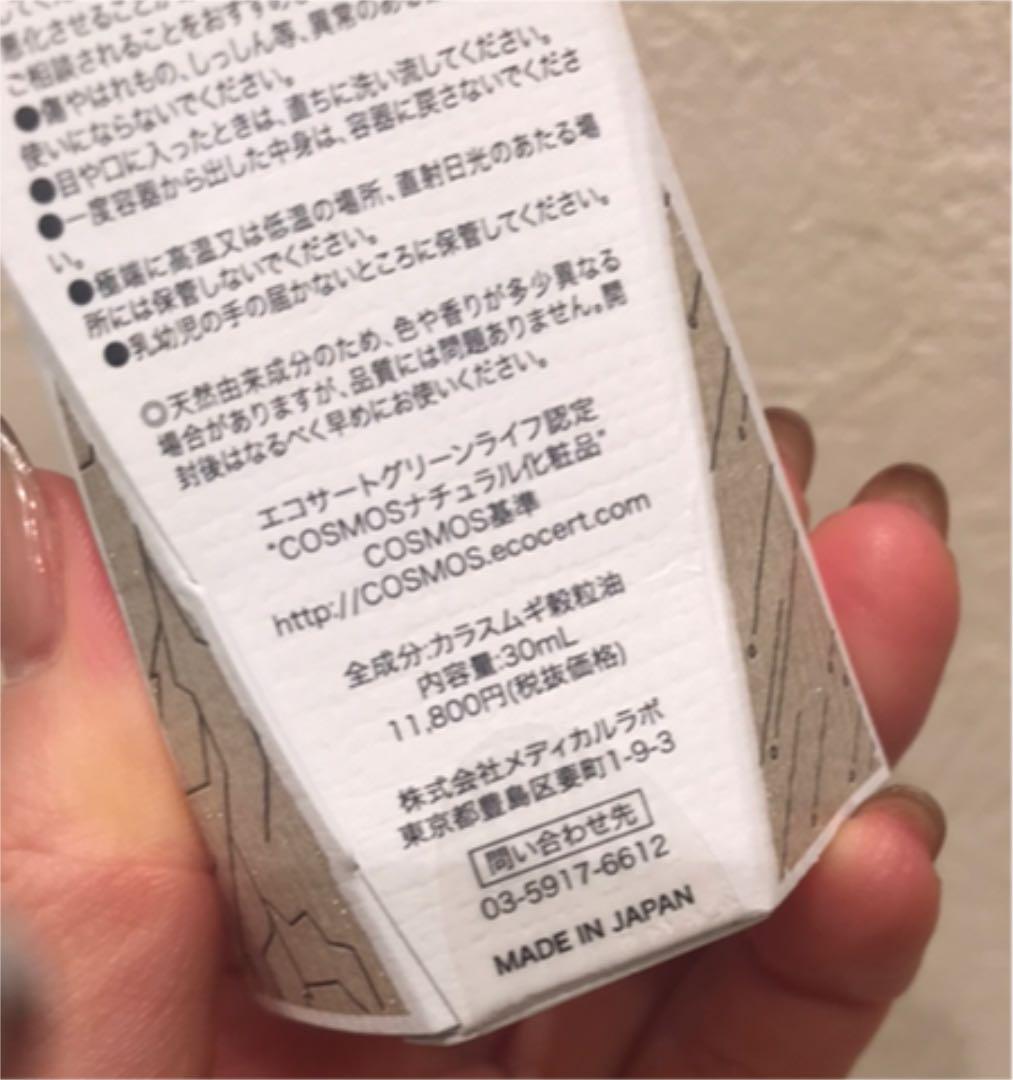 悪化させることが
ご相談されることをおすすめ
●傷やはれもの、しっしん等、異常のある
使いにならないでください。
●目や口に入ったときは、直ちに洗い流してください。
●一度容器から出した中身は、容器に戻さないでくださ
い。
●極端に高温又は低温の場所、直射日光のあたる場
所には保管しないでください。
●乳幼児の手の届かないところに保管してください。
◎天然由来成分のため、色や香りが多少異なる
場合がありますが、品質には問題ありません。開
封後はなるべく早めにお使いください。
エコサートグリーンライフ認定
"COSMOSナチュラル化粧品"
COSMOS基準
http://COSMOS.ecocert.com
全成分:カラスムギ穀粒油
内容量:30mL
11,800円(税抜価格)
株式会社メディカルラボ
東京都豊島区要町1-9-3
問い合わせ先
03-5917-6612
MADE IN JAPAN